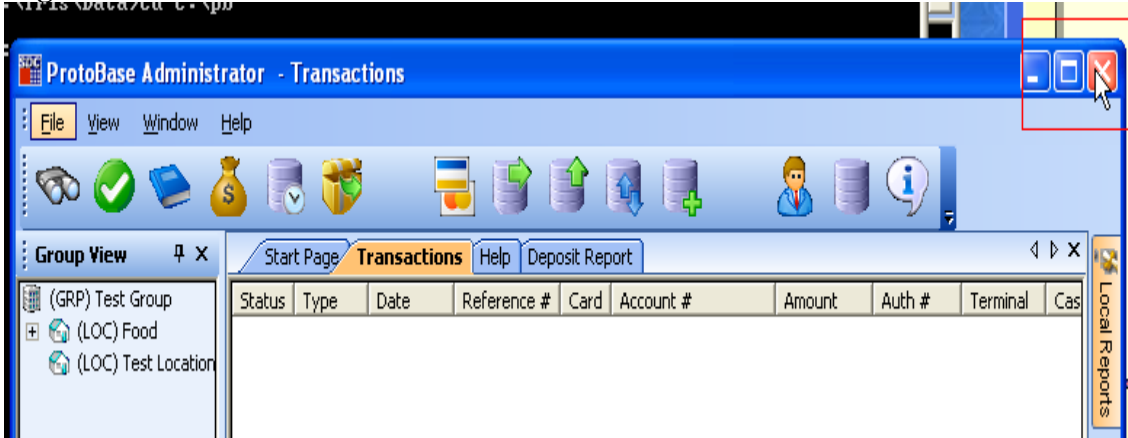 ProtoBase Administrator - Transactions
File View Window Help
Group View
Start Page Transactions Help Deposit Report
(GRP) Test Group
Status Type Date Reference # Card Account # Amount Auth # Terminal Cas
(LOC) Food
(LOC) Test Location
Local Reports